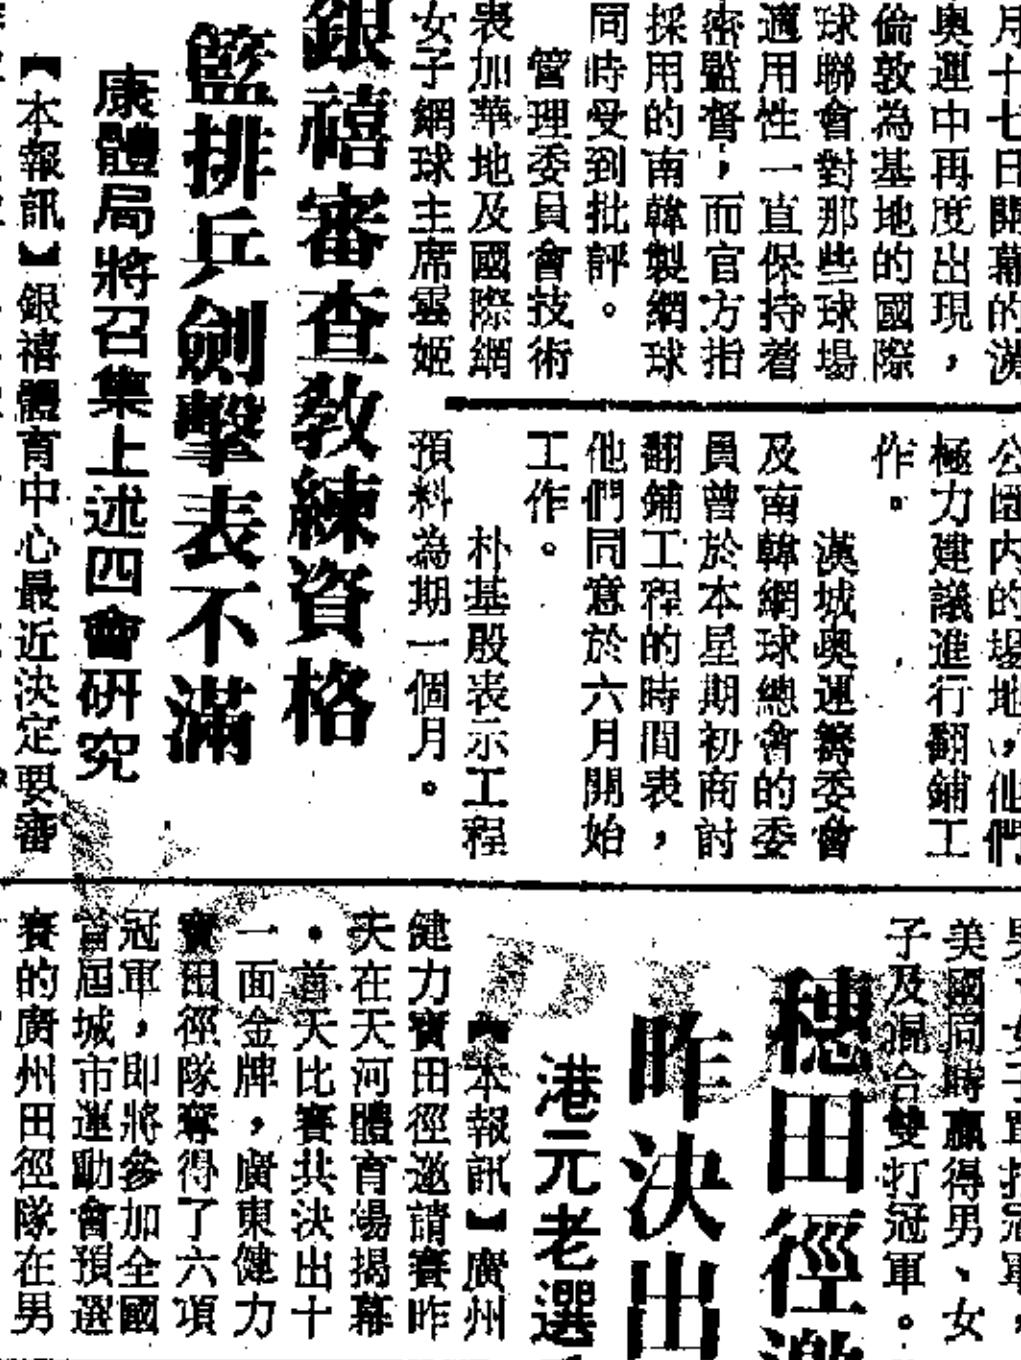 奧運中再度出現，
倫敦為基地的國際
球聯會對那些球場
適用性一直保持着
密監督，而官方指
採用的南韓製網球
同時受到批評。
管理委員會技術
表加華地及國際網
女子網球主席雲姬
公園內的場地，他們
極力建議進行翻鋪工
作。
漢城奧運籌委會
及南韓網球總會的委
員曾於本星期初商討
翻鋪工程的時間表，
他們同意於六月開始
工作。
朴基殷表示工程
預料為期一個月。
銀禧審查教練資格
籃排乒劍擊表不滿
康體局將召集上述四會研究
【本報訊】銀禧體育中心最近決定要審
美國同時贏得男、女
子及混合雙打冠軍。
穗田徑邀
昨決出
港元老選
【本報訊】廣州
健力寶田徑邀請賽昨
天在天河體育場揭幕
。首天比賽共決出十
一面金牌，廣東健力
寶田徑隊奪得了六項
冠軍，即將參加全國
首屆城市運動會預選
賽的廣州田徑隊在男